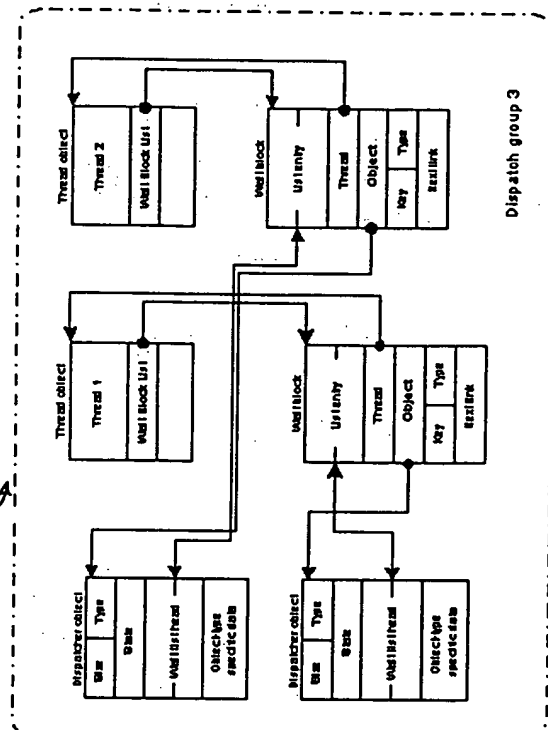 Dispatcher object
Size Type
State
Wait list head
Object type
specific data
Dispatcher object
Size Type
State
Wait list head
Object type
specific data
Thread object
Thread 1
Wait Block List
Wait block
List entry
Thread
Object
Key Type
Next link
Thread object
Thread 2
Wait Block List
Wait block
List entry
Thread
Object
Key Type
Next link
Dispatch group 3